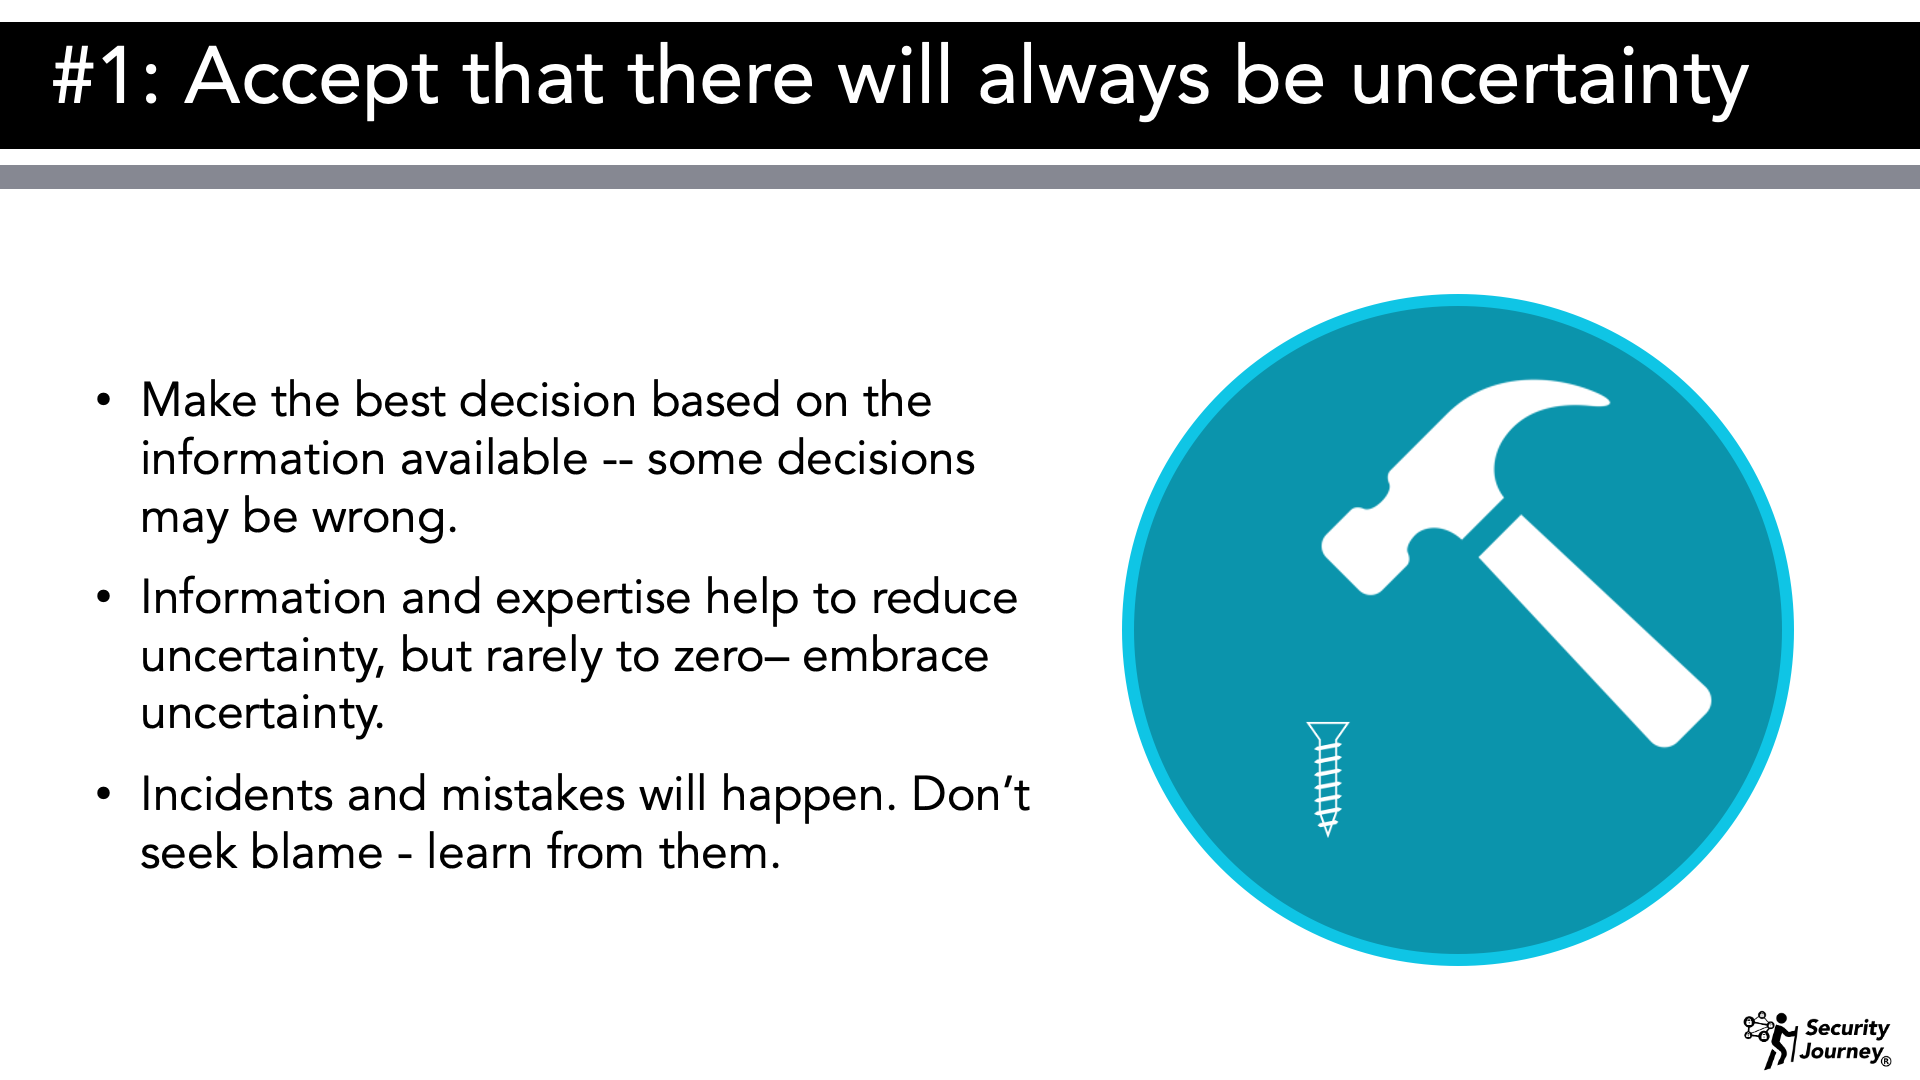 #1: Accept that there will always be uncertainty
• Make the best decision based on the
information available -- some decisions
may be wrong.
• Information and expertise help to reduce
uncertainty, but rarely to zero– embrace
uncertainty.
• Incidents and mistakes will happen. Don’t
seek blame - learn from them.
Security
Journey®